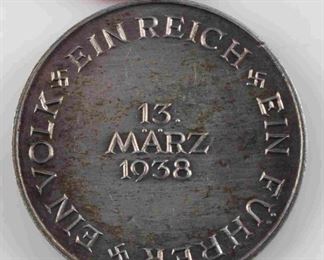 EIN VOLK EIN REICH EIN FÜHRER
13.
MÄRZ
1938